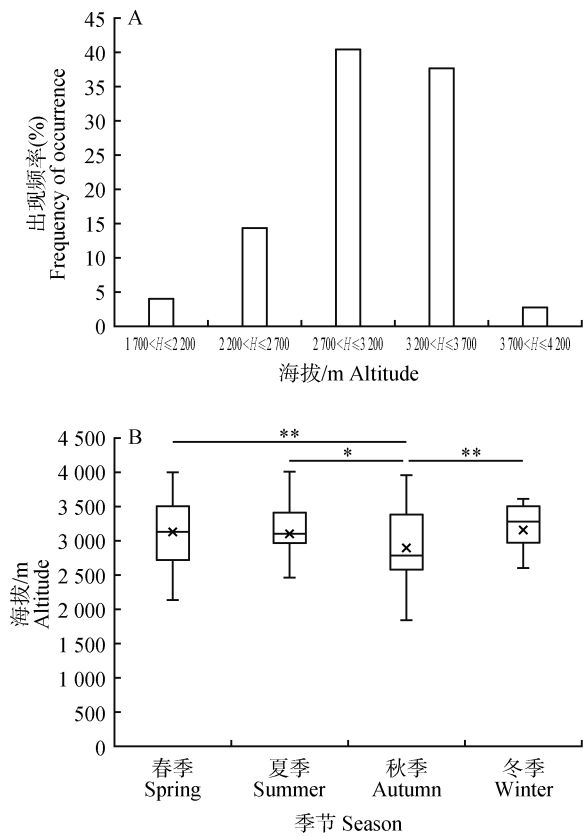 A
45
40
35
30
25
20
15
10
5
0
出现频率(%)
Frequency of occurrence
1 700<H≤2 200
2 200<H≤2 700
2 700<H≤3 200
3 200<H≤3 700
3 700<H≤4 200
海拔/m Altitude
B
4 500
4 000
3 500
3 000
2 500
2 000
1 500
1 000
500
0
海拔/m
Altitude
**
*
**
春季
Spring
夏季
Summer
秋季
Autumn
冬季
Winter
季节 Season